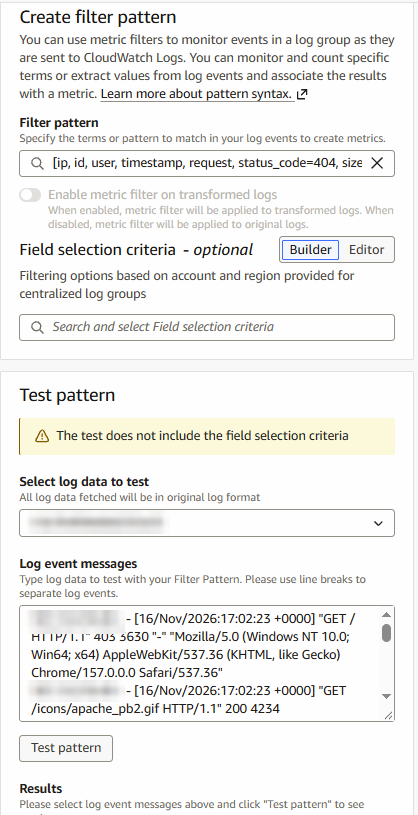 Create filter pattern
You can use metric filters to monitor events in a log group as they
are sent to CloudWatch Logs. You can monitor and count specific
terms or extract values from log events and associate the results
with a metric. Learn more about pattern syntax.
Filter pattern
Specify the terms or pattern to match in your log events to create metrics.
[ip, id, user, timestamp, request, status_code=404, size
Enable metric filter on transformed logs
When enabled, metric filter will be applied to transformed logs. When
disabled, metric filter will be applied to original logs.
Field selection criteria - optional
Builder
Editor
Filtering options based on account and region provided for
centralized log groups
Search and select Field selection criteria
Test pattern
The test does not include the field selection criteria
Select log data to test
All log data fetched will be in original log format
Log event messages
Type log data to test with your Filter Pattern. Please use line breaks to
separate log events.
- [16/Nov/2026:17:02:23 +0000] "GET /
HTTP/1.1" 403 3630 "-" "Mozilla/5.0 (Windows NT 10.0;
Win64; x64) AppleWebKit/537.36 (KHTML, like Gecko)
Chrome/157.0.0.0 Safari/537.36"
- [16/Nov/2026:17:02:23 +0000] "GET
/icons/apache_pb2.gif HTTP/1.1" 200 4234
Test pattern
Results
Please select log event messages above and click "Test pattern" to see